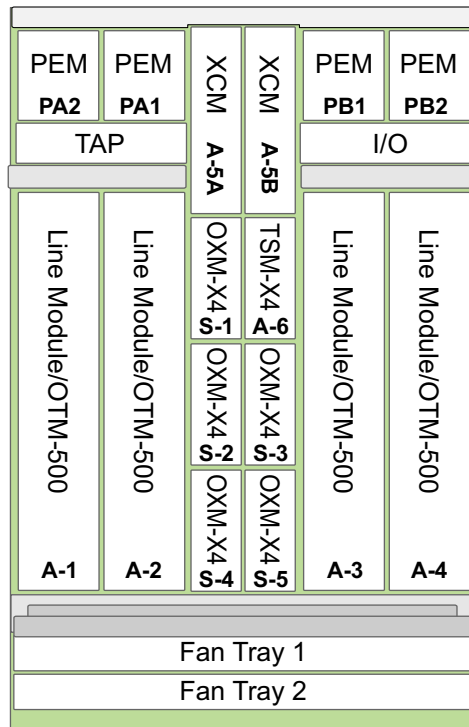 PEM
PA2
PEM
PA1
XCM
A-5A
XCM
A-5B
PEM
PB1
PEM
PB2
TAP
I/O
Line Module/OTM-500
A-1
Line Module/OTM-500
A-2
OXM-X4
S-1
TSM-X4
A-6
OXM-X4
S-2
OXM-X4
S-3
OXM-X4
S-4
OXM-X4
S-5
Line Module/OTM-500
A-3
Line Module/OTM-500
A-4
Fan Tray 1
Fan Tray 2